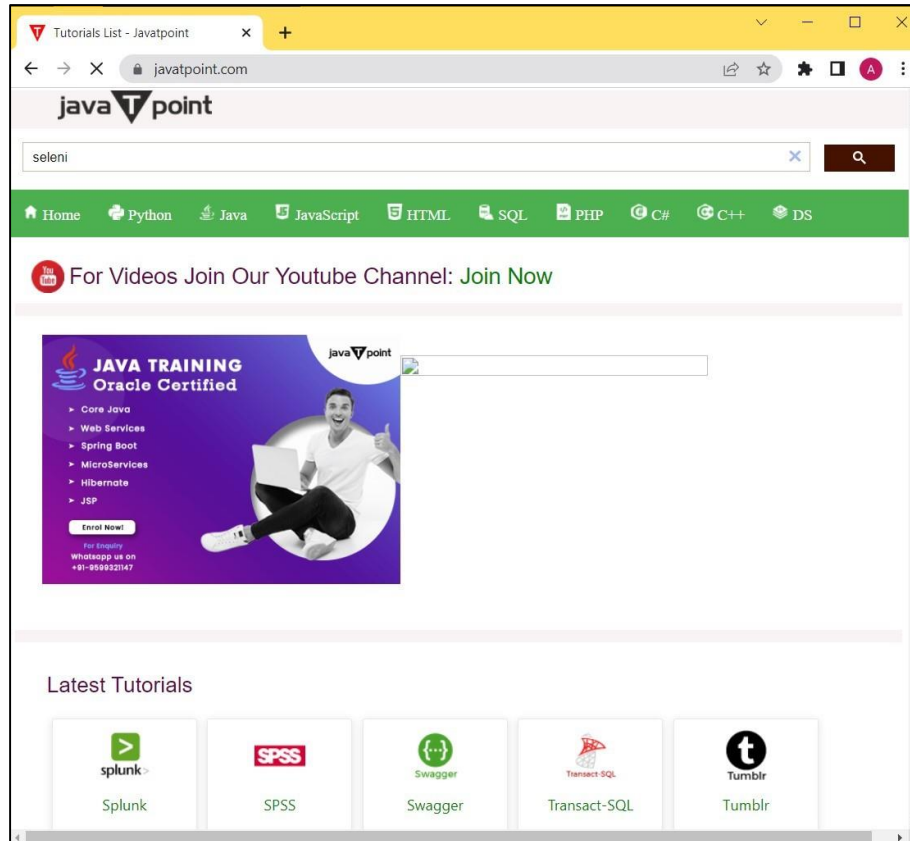 Tutorials List - Javatpoint
javatpoint.com
A
java T point
seleni
Home Python Java JavaScript HTML SQL PHP C# C++ DS
You Tube For Videos Join Our Youtube Channel: Join Now
java T point
JAVA TRAINING
Oracle Certified
Core Java
Web Services
Spring Boot
MicroServices
Hibernate
JSP
Enrol Now!
For Enquiry
Whatsapp us on
+91-9599321147
Latest Tutorials
splunk> SPSS Swagger Transact-SQL Tumblr
Splunk SPSS Swagger Transact-SQL Tumblr